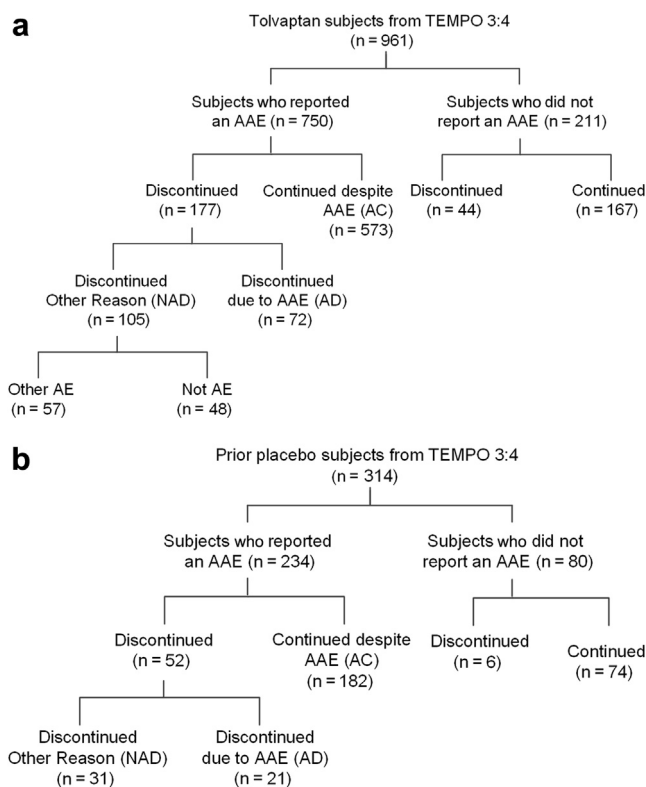 a
Tolvaptan subjects from TEMPO 3:4
(n = 961)
Subjects who reported
an AAE (n = 750)
Subjects who did not
report an AAE (n = 211)
Discontinued
(n = 177)
Continued despite
AAE (AC)
(n = 573)
Discontinued
(n = 44)
Continued
(n = 167)
Discontinued
Other Reason (NAD)
(n = 105)
Discontinued
due to AAE (AD)
(n = 72)
Other AE
(n = 57)
Not AE
(n = 48)
b
Prior placebo subjects from TEMPO 3:4
(n = 314)
Subjects who reported
an AAE (n = 234)
Subjects who did not
report an AAE (n = 80)
Discontinued
(n = 52)
Continued despite
AAE (AC)
(n = 182)
Discontinued
(n = 6)
Continued
(n = 74)
Discontinued
Other Reason (NAD)
(n = 31)
Discontinued
due to AAE (AD)
(n = 21)